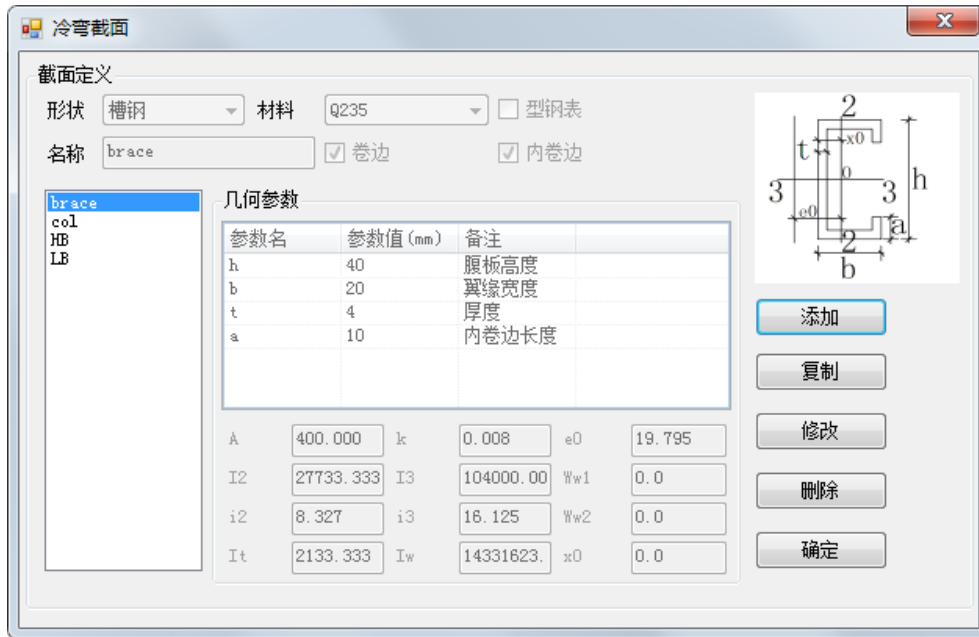 冷弯截面
截面定义
形状 槽钢 材料 Q235 型钢表
名称 brace 卷边 内卷边
brace
col
HB
LB
几何参数
参数名 参数值(mm) 备注
h 40 腹板高度
b 20 翼缘宽度
t 4 厚度
a 10 内卷边长度
A 400.000 k 0.008 e0 19.795
I2 27733.333 I3 104000.00 Ww1 0.0
i2 8.327 i3 16.125 Ww2 0.0
It 2133.333 Iw 14331623. x0 0.0
2
x0
t
0
3 3 h
e0
a
2
b
添加
复制
修改
删除
确定